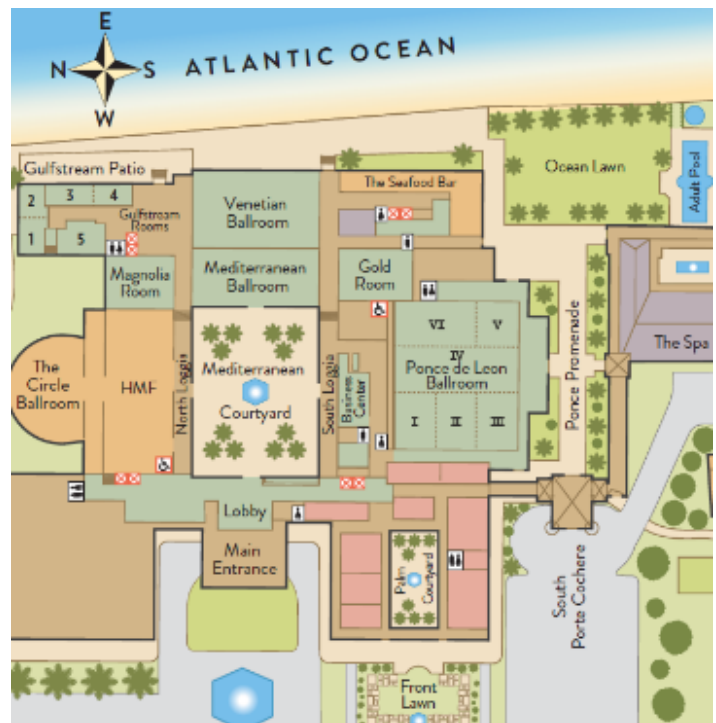 E
N
S
W
ATLANTIC OCEAN
Gulfstream Patio
2
3
4
Gulfstream
Rooms
1
5
Venetian
Ballroom
The Seafood Bar
Ocean Lawn
Adult Pool
Magnolia
Room
Mediterranean
Ballroom
Gold
Room
VI
V
IV
Ponce de Leon
Ballroom
I
II
III
The
Circle
Ballroom
HMF
North Loggia
Mediterranean
Courtyard
South Loggia
Business
Center
Ponce Promenade
The Spa
Lobby
Main
Entrance
Palm
Courtyard
South
Porte Cochere
Front
Lawn